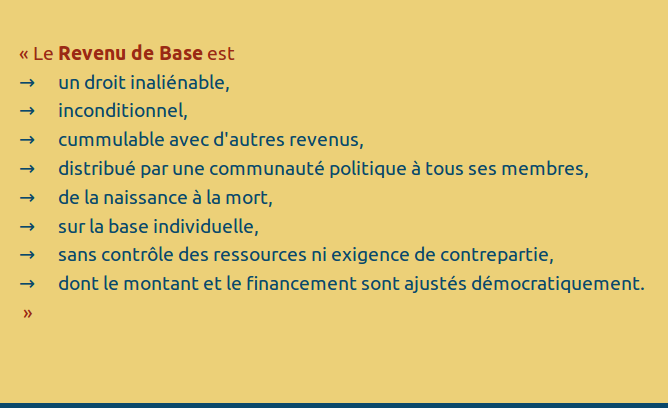 « Le Revenu de Base est
→ un droit inaliénable,
→ inconditionnel,
→ cummulable avec d'autres revenus,
→ distribué par une communauté politique à tous ses membres,
→ de la naissance à la mort,
→ sur la base individuelle,
→ sans contrôle des ressources ni exigence de contrepartie,
→ dont le montant et le financement sont ajustés démocratiquement.
»